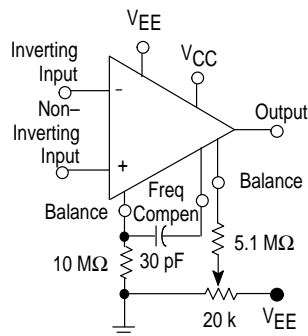 VEE
Inverting
Input
VCC
-
Non–
Inverting
Input
+
Output
Freq
Compen
Balance
Balance
10 MΩ
30 pF
5.1 MΩ
20 k
VEE